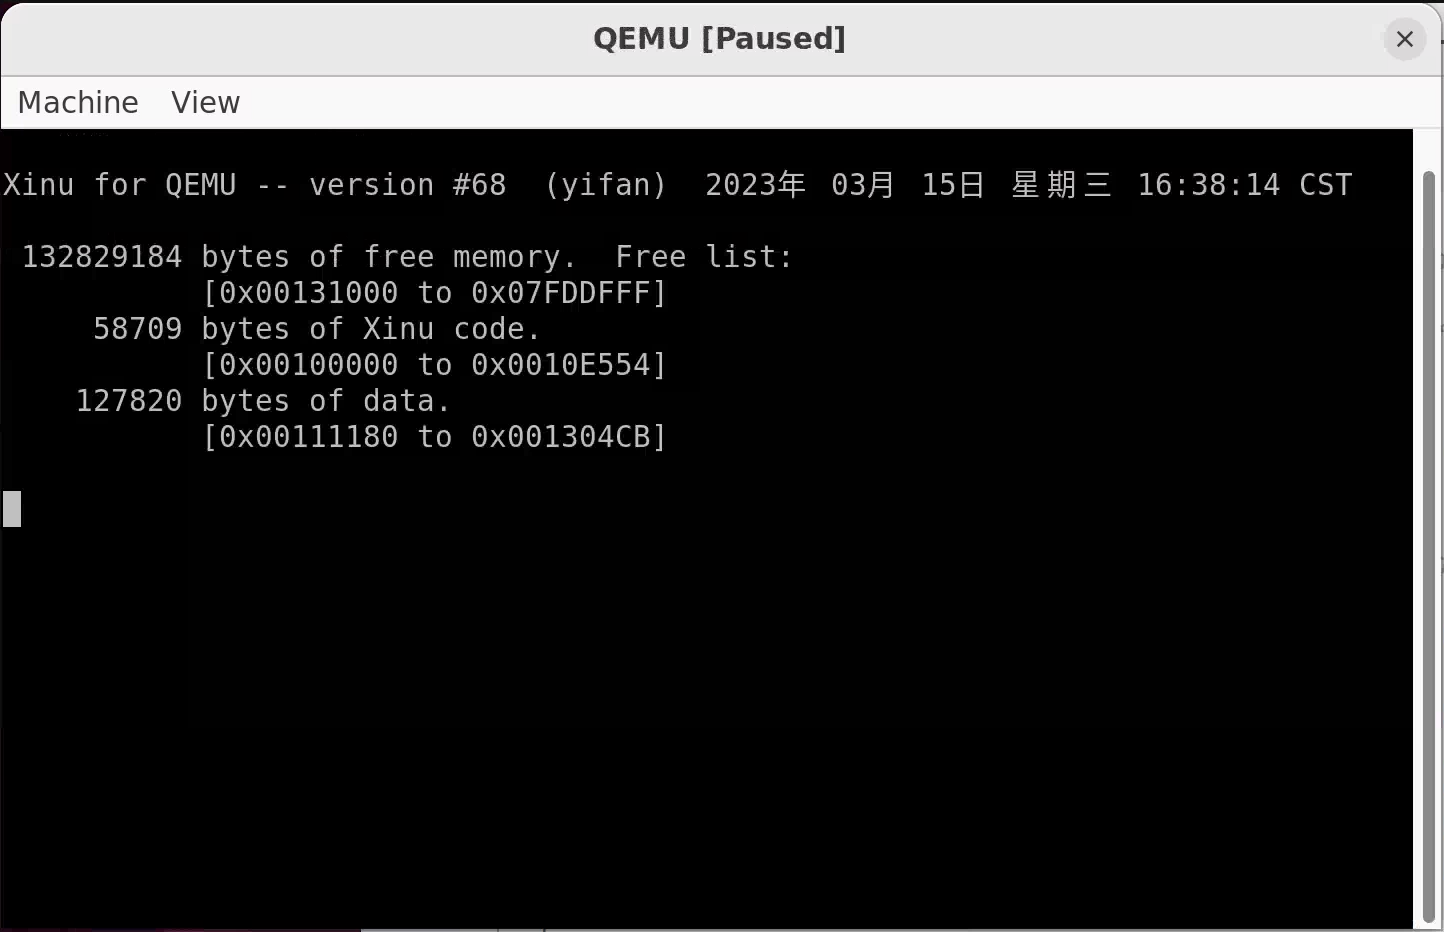 QEMU [Paused]
Machine View
Xinu for QEMU -- version #68 (yifan) 2023年 03月 15日 星期三 16:38:14 CST
132829184 bytes of free memory. Free list:
[0x00131000 to 0x07FDDFFF]
58709 bytes of Xinu code.
[0x00100000 to 0x0010E554]
127820 bytes of data.
[0x00111180 to 0x001304CB]